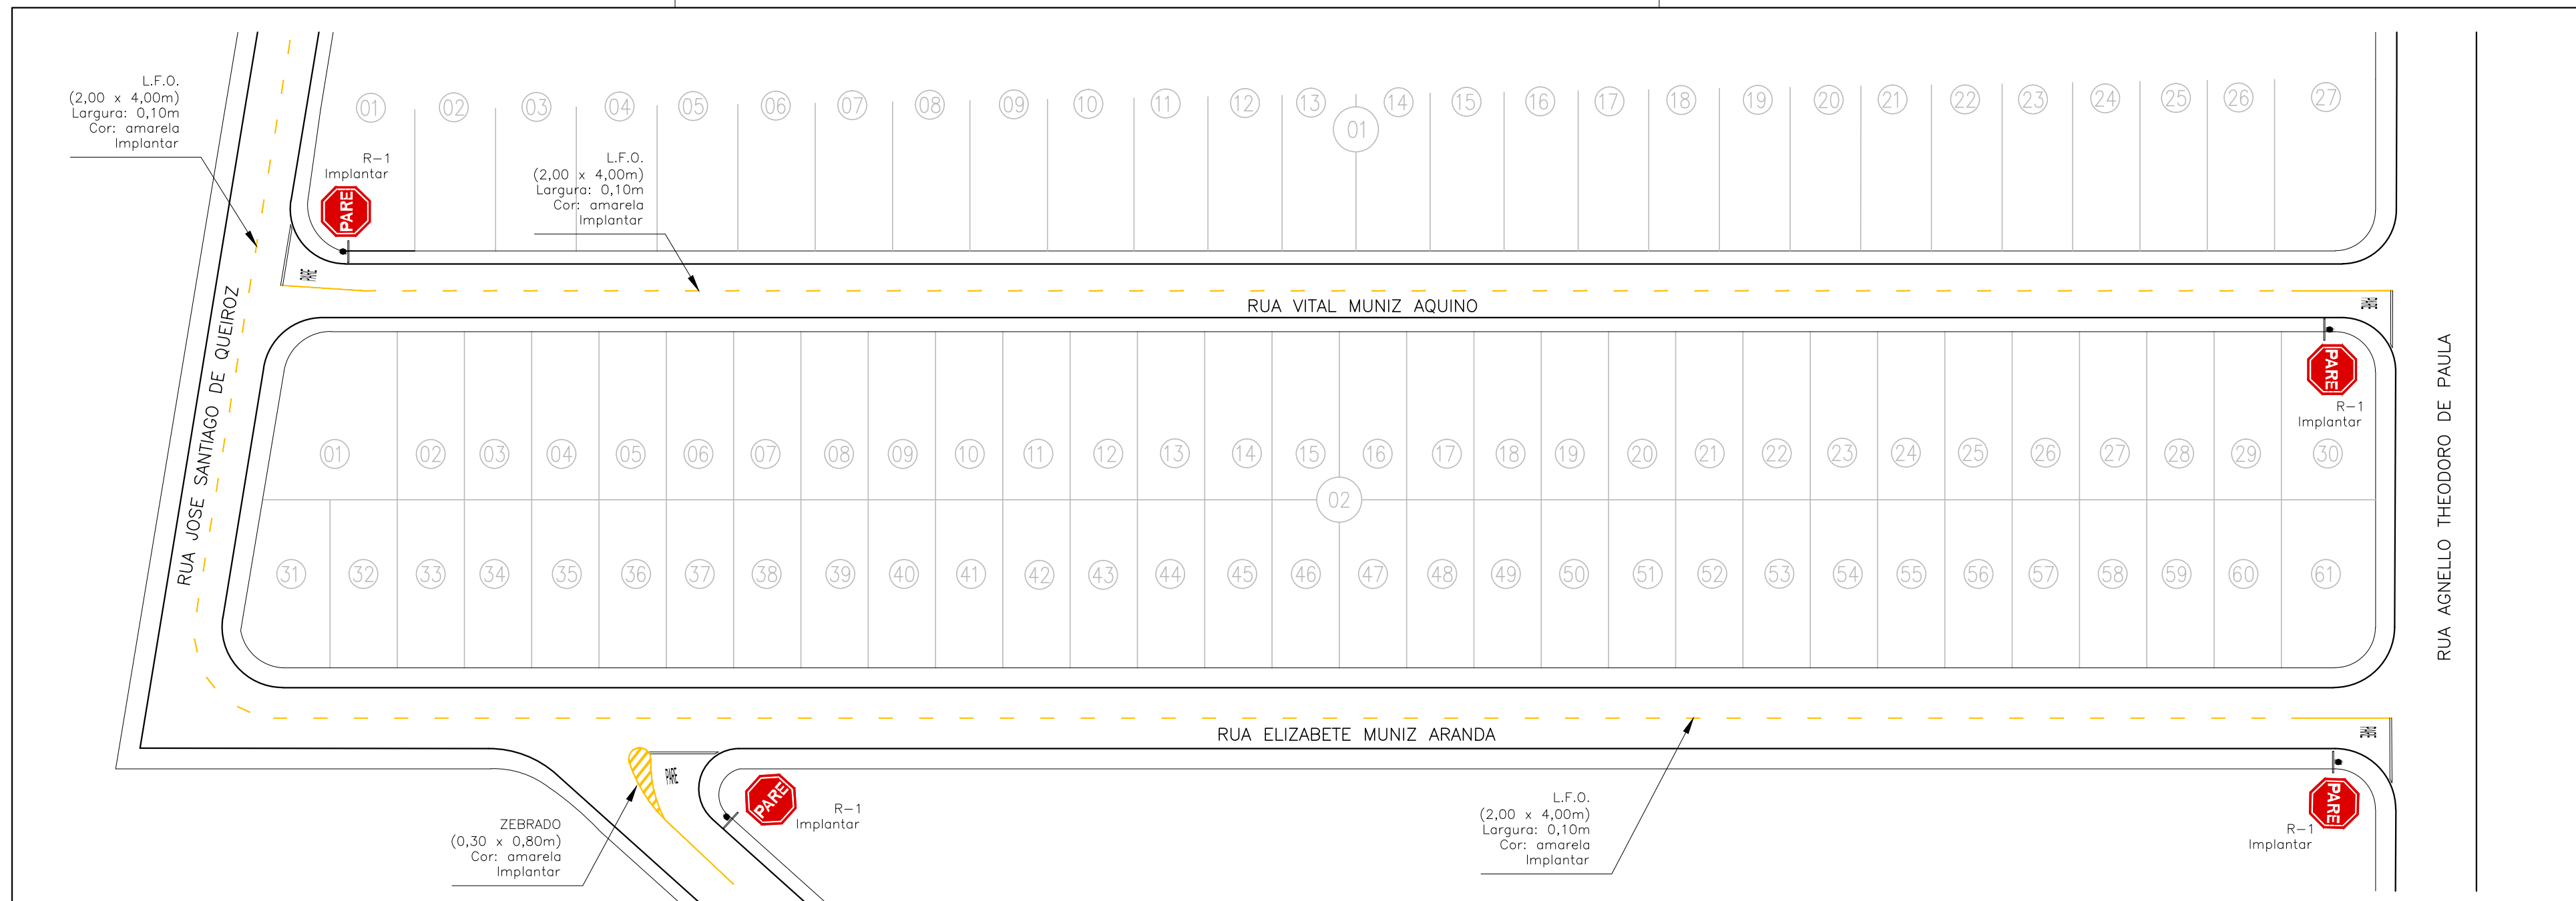 L.F.O.
(2,00 x 4,00m)
Largura: 0,10m
Cor: amarela
Implantar
01
02
03
04
05
06
07
08
09
10
11
12
13
14
15
16
17
18
19
20
21
22
23
24
25
26
27
01
R-1
Implantar
PARE
L.F.O.
(2,00 x 4,00m)
Largura: 0,10m
Cor: amarela
Implantar
PARE
RUA VITAL MUNIZ AQUINO
PARE
PARE
R-1
Implantar
RUA JOSE SANTIAGO DE QUEIROZ
RUA AGNELLO THEODORO DE PAULA
01
02
03
04
05
06
07
08
09
10
11
12
13
14
15
16
17
18
19
20
21
22
23
24
25
26
27
28
29
30
02
31
32
33
34
35
36
37
38
39
40
41
42
43
44
45
46
47
48
49
50
51
52
53
54
55
56
57
58
59
60
61
RUA ELIZABETE MUNIZ ARANDA
PARE
PARE
PARE
R-1
Implantar
ZEBRADO
(0,30 x 0,80m)
Cor: amarela
Implantar
L.F.O.
(2,00 x 4,00m)
Largura: 0,10m
Cor: amarela
Implantar
PARE
R-1
Implantar